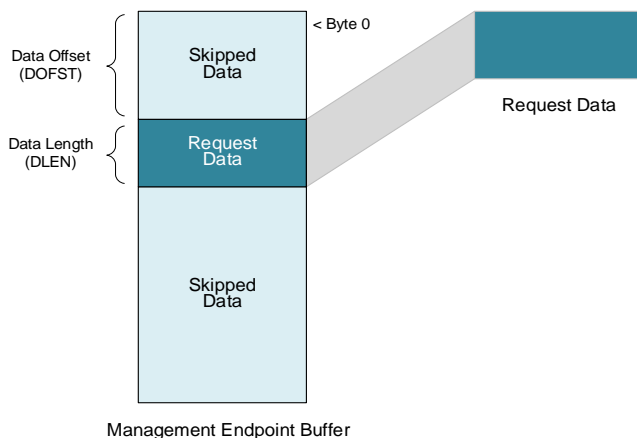 < Byte 0
Data Offset
(DOFST)
Skipped
Data
Request Data
Data Length
(DLEN)
Request
Data
Skipped
Data
Management Endpoint Buffer